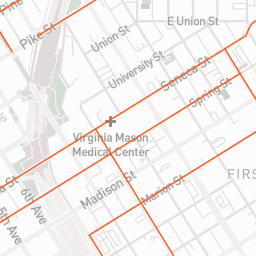 Pine
E Union St
Pike St
Union St
University St
Seneca St
Spring St
Virginia Mason
Medical Center
Madison St
Marion St
FIRS
a St
6th Ave
5th Ave